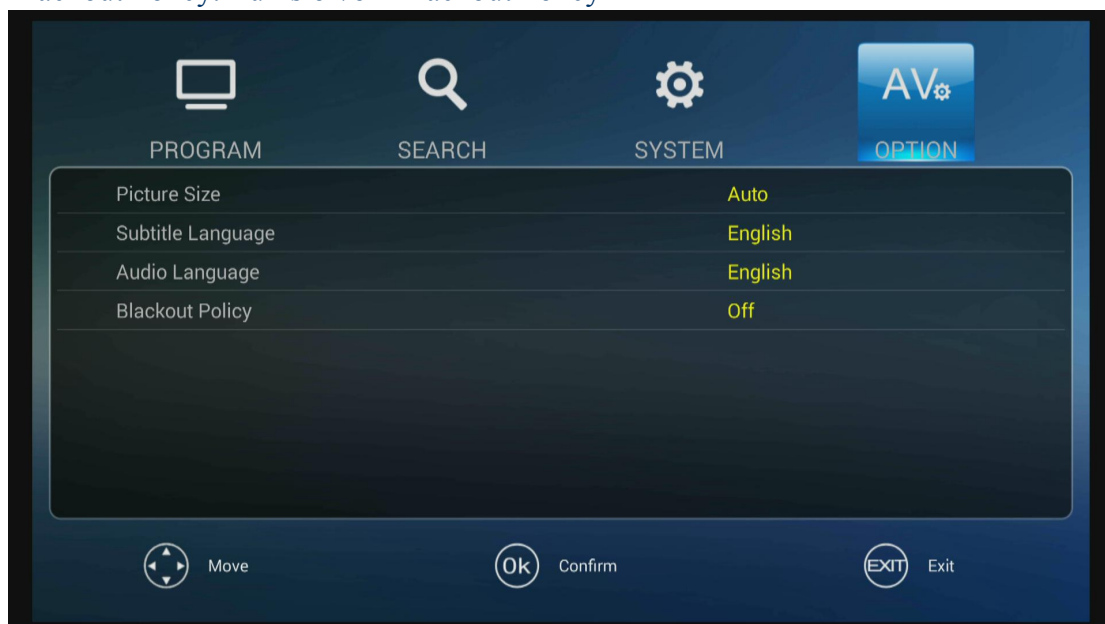 AV
PROGRAM SEARCH SYSTEM OPTION
Picture Size Auto
Subtitle Language English
Audio Language English
Blackout Policy Off
Move Ok Confirm EXIT Exit